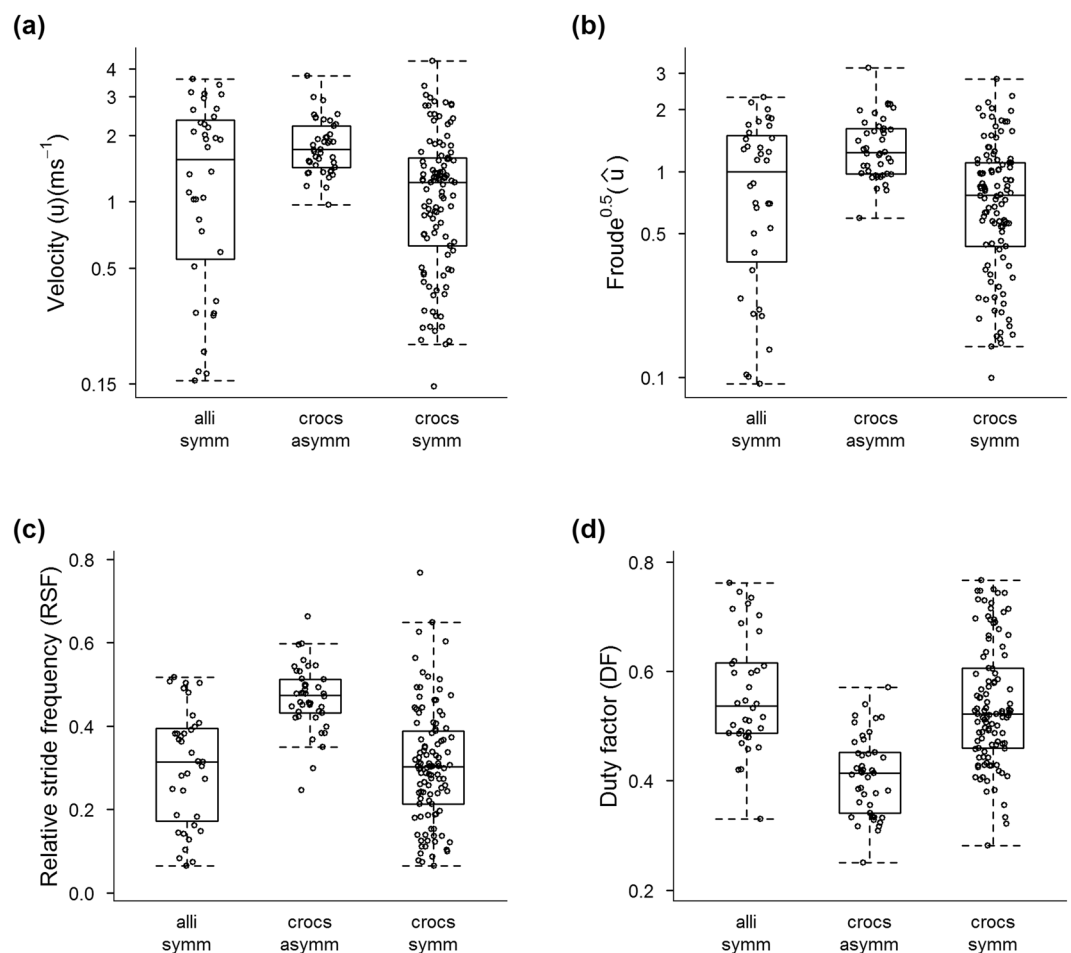 (a)
Velocity (u)(ms⁻¹)
4
3
2
1
0.5
0.15
alli
symm
crocs
asymm
crocs
symm
(b)
Froude⁰·⁵(û)
3
2
1
0.5
0.1
alli
symm
crocs
asymm
crocs
symm
(c)
Relative stride frequency (RSF)
0.8
0.6
0.4
0.2
0.0
alli
symm
crocs
asymm
crocs
symm
(d)
Duty factor (DF)
0.8
0.6
0.4
0.2
alli
symm
crocs
asymm
crocs
symm